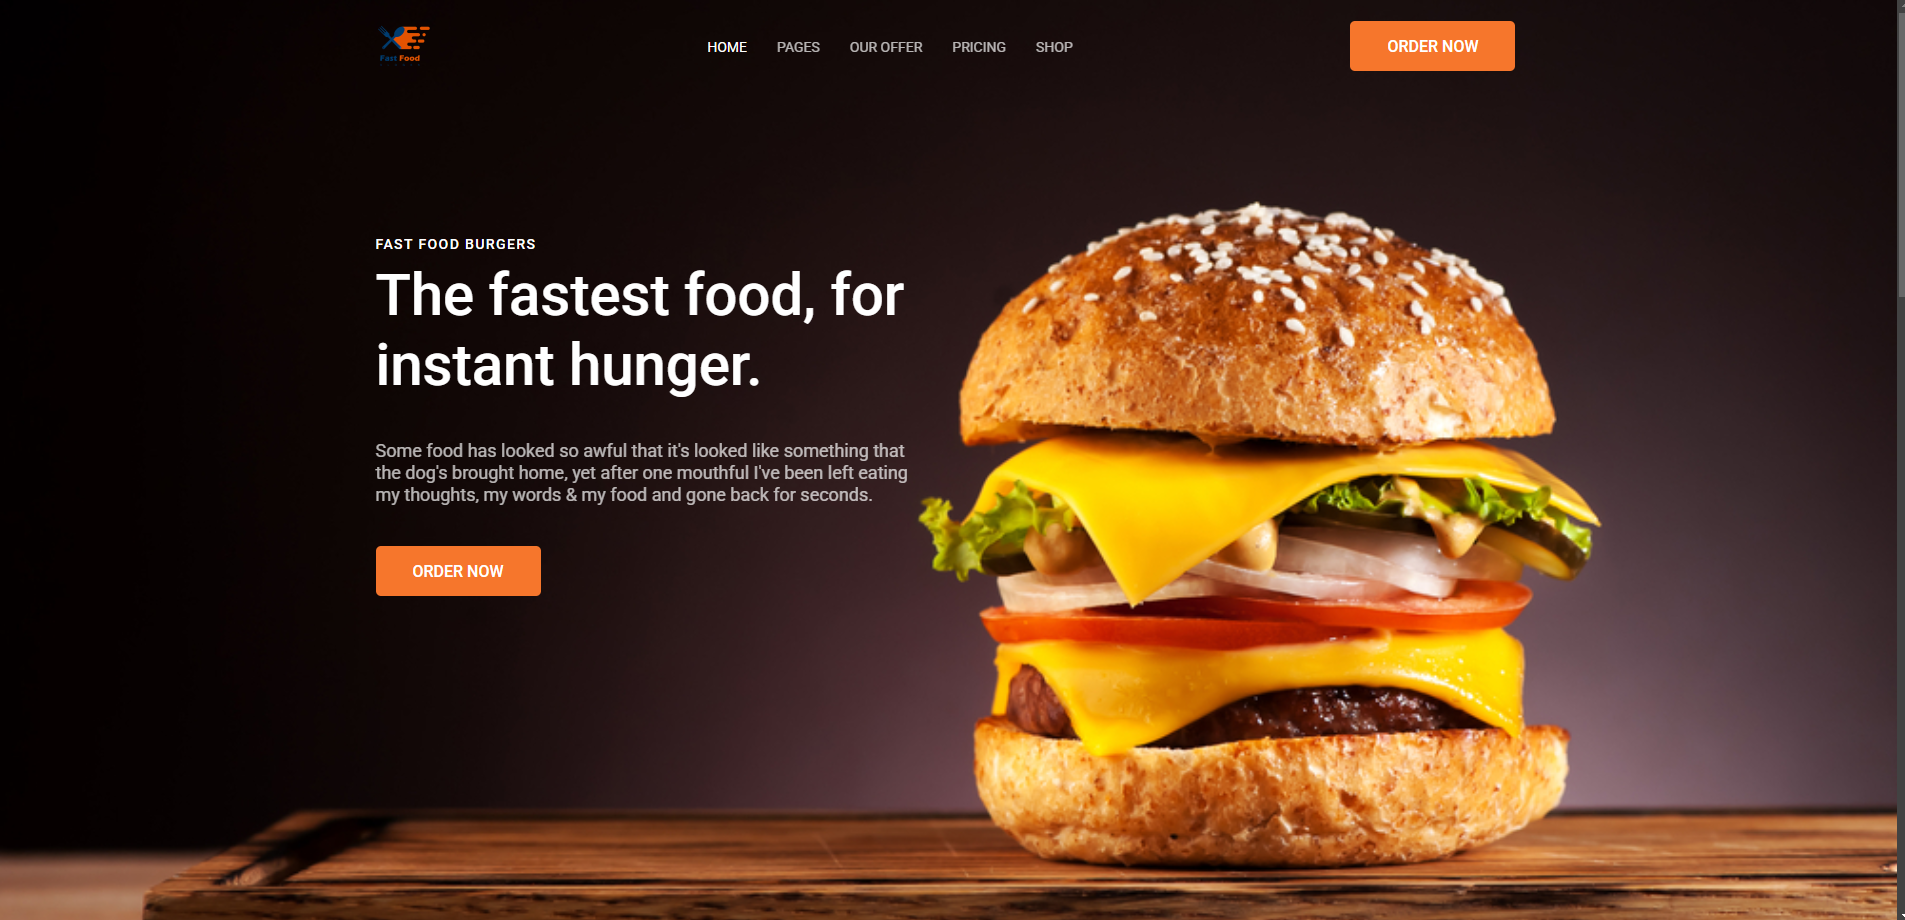 Fast Food
HOME PAGES OUR OFFER PRICING SHOP
ORDER NOW
FAST FOOD BURGERS
The fastest food, for
instant hunger.
Some food has looked so awful that it's looked like something that
the dog's brought home, yet after one mouthful I've been left eating
my thoughts, my words & my food and gone back for seconds.
ORDER NOW